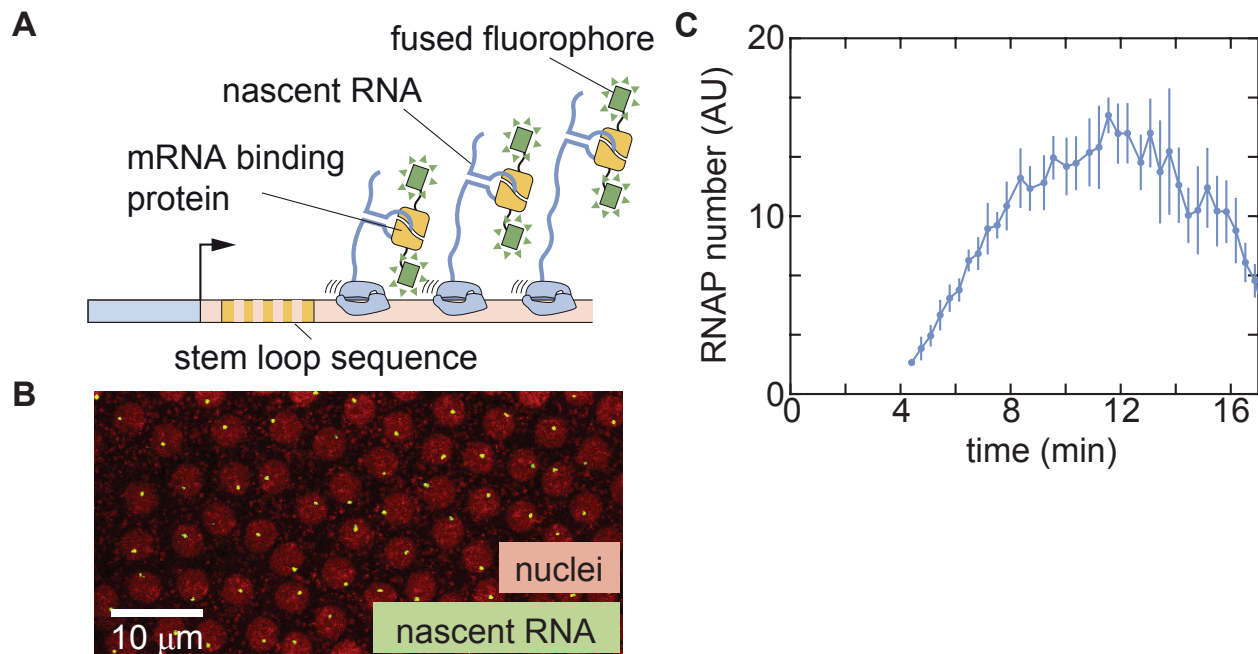 A
fused fluorophore
nascent RNA
mRNA binding
protein
stem loop sequence
B
nuclei
nascent RNA
10 μm
C
20
10
0
RNAP number (AU)
0 4 8 12 16
time (min)